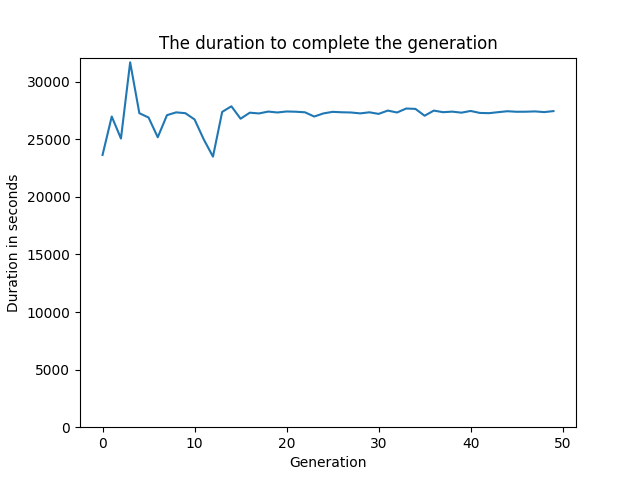 The duration to complete the generation
30000
25000
20000
15000
10000
5000
0
Duration in seconds
0 10 20 30 40 50
Generation